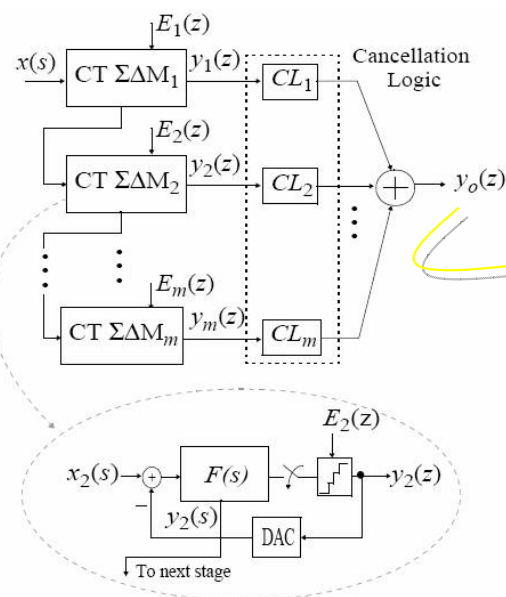 E₁(z)
x(s)
CT ΣΔM₁
y₁(z)
CL₁
Cancellation
Logic
E₂(z)
CT ΣΔM₂
y₂(z)
CL₂
+
yₒ(z)
Eₘ(z)
CT ΣΔMₘ
yₘ(z)
CLₘ
E₂(z)
x₂(s)
+
F(s)
y₂(z)
−
y₂(s)
DAC
To next stage